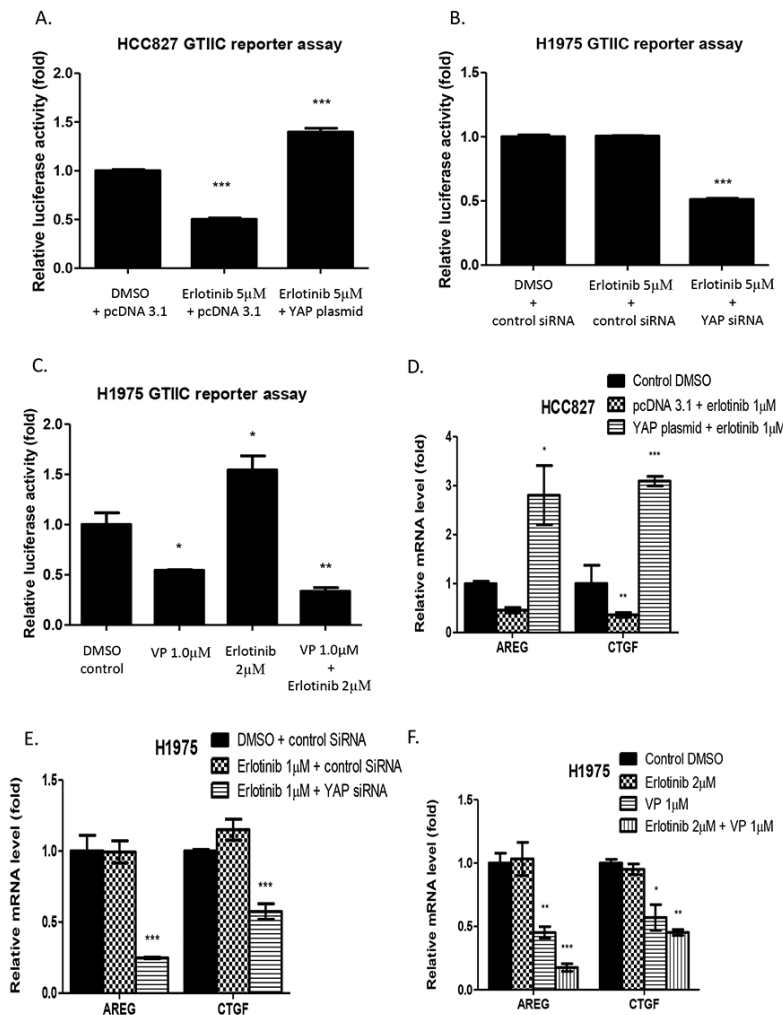 A.
HCC827 GTIIC reporter assay
Relative luciferase activity (fold)
2.0
1.5
1.0
0.5
0.0
***
***
DMSO
+ pcDNA 3.1
Erlotinib 5μM
+ pcDNA 3.1
Erlotinib 5μM
+ YAP plasmid
B.
H1975 GTIIC reporter assay
Relative luciferase activity (fold)
1.5
1.0
0.5
0.0
***
DMSO
+
control siRNA
Erlotinib 5μM
+
control siRNA
Erlotinib 5μM
+
YAP siRNA
C.
H1975 GTIIC reporter assay
Relative luciferase activity (fold)
2.0
1.5
1.0
0.5
0.0
*
*
**
DMSO
control
VP 1.0μM
Erlotinib
2μM
VP 1.0μM
+
Erlotinib 2μM
D.
HCC827
Control DMSO
pcDNA 3.1 + erlotinib 1μM
YAP plasmid + erlotinib 1μM
Relative mRNA level (fold)
4
3
2
1
0
*
**
***
AREG
CTGF
E.
H1975
DMSO + control SiRNA
Erlotinib 1μM + control SiRNA
Erlotinib 1μM + YAP siRNA
Relative mRNA level (fold)
1.5
1.0
0.5
0.0
***
***
AREG
CTGF
F.
H1975
Control DMSO
Erlotinib 2μM
VP 1μM
Erlotinib 2μM + VP 1μM
Relative mRNA level (fold)
1.5
1.0
0.5
0.0
**
***
*
**
AREG
CTGF